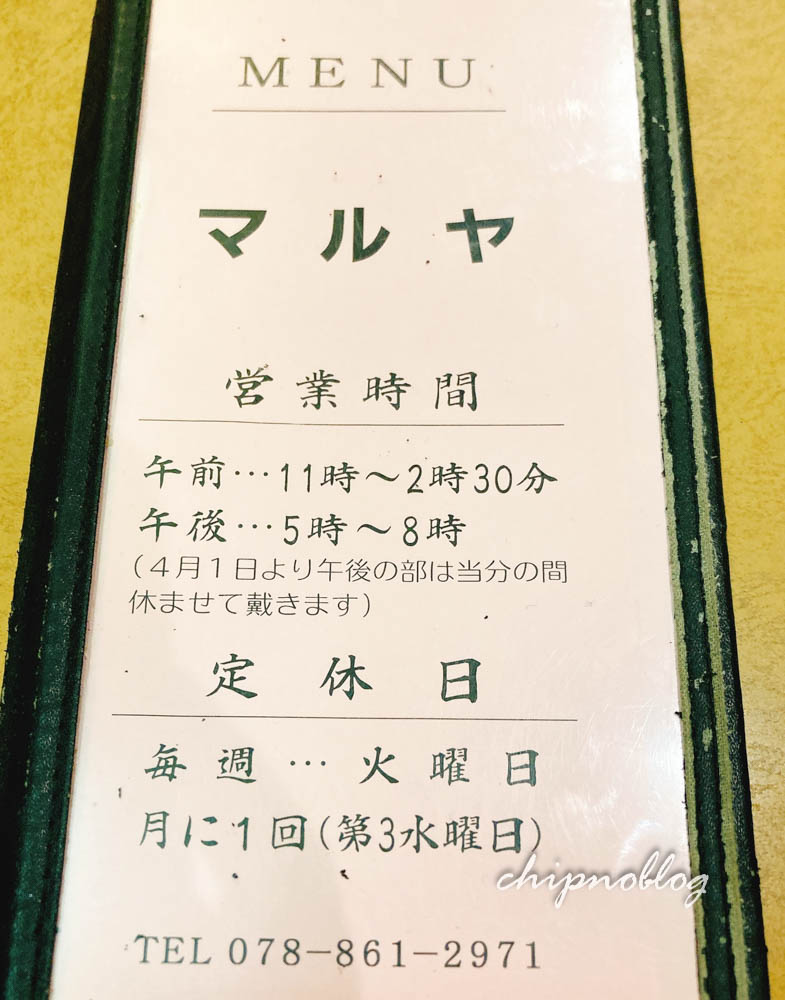 MENU
マルヤ
営業時間
午前…11時～2時30分
午後…5時～8時
（４月１日より午後の部は当分の間
休ませて戴きます）
定休日
毎週…火曜日
月に１回(第3水曜日)
chipnoblog
TEL 078-861-2971